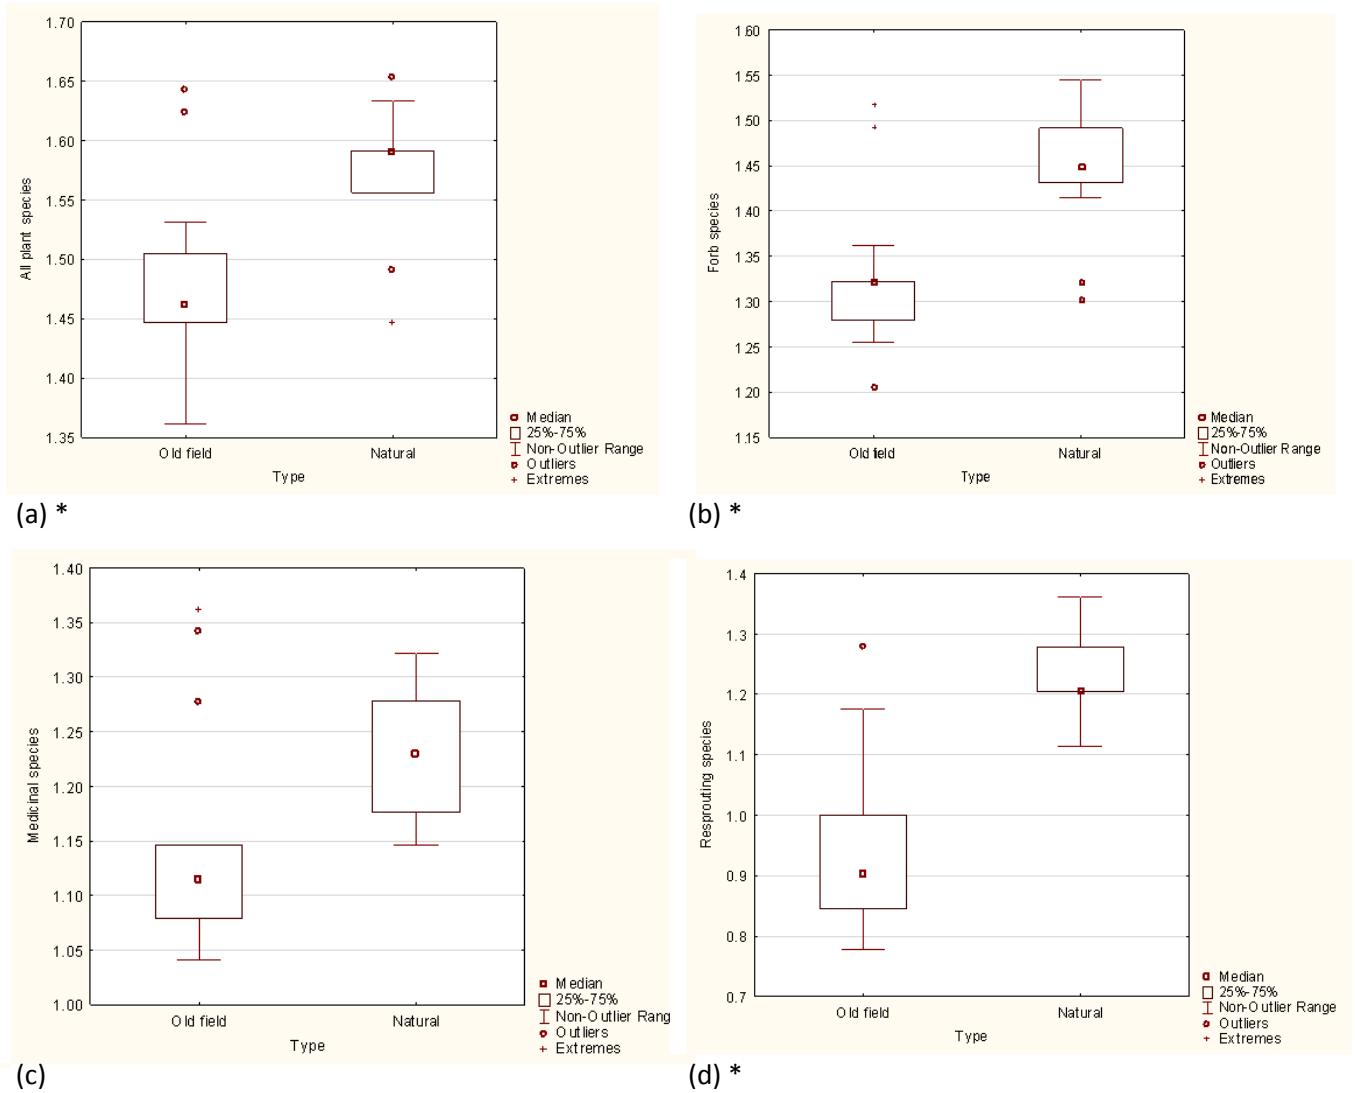 1.70
1.65
1.60
1.55
1.50
1.45
1.40
1.35
All plant species
Old field Natural
Type
Median
25%-75%
Non-Outlier Range
Outliers
Extremes
(a) *
1.60
1.55
1.50
1.45
1.40
1.35
1.30
1.25
1.20
1.15
Forb species
Old field Natural
Type
Median
25%-75%
Non-Outlier Range
Outliers
Extremes
(b) *
1.40
1.35
1.30
1.25
1.20
1.15
1.10
1.05
1.00
Medicinal species
Old field Natural
Type
Median
25%-75%
Non-Outlier Rang
Outliers
Extremes
(c)
1.4
1.3
1.2
1.1
1.0
0.9
0.8
0.7
Resprouting species
Old field Natural
Type
Median
25%-75%
Non-Outlier Range
Outliers
Extremes
(d) *